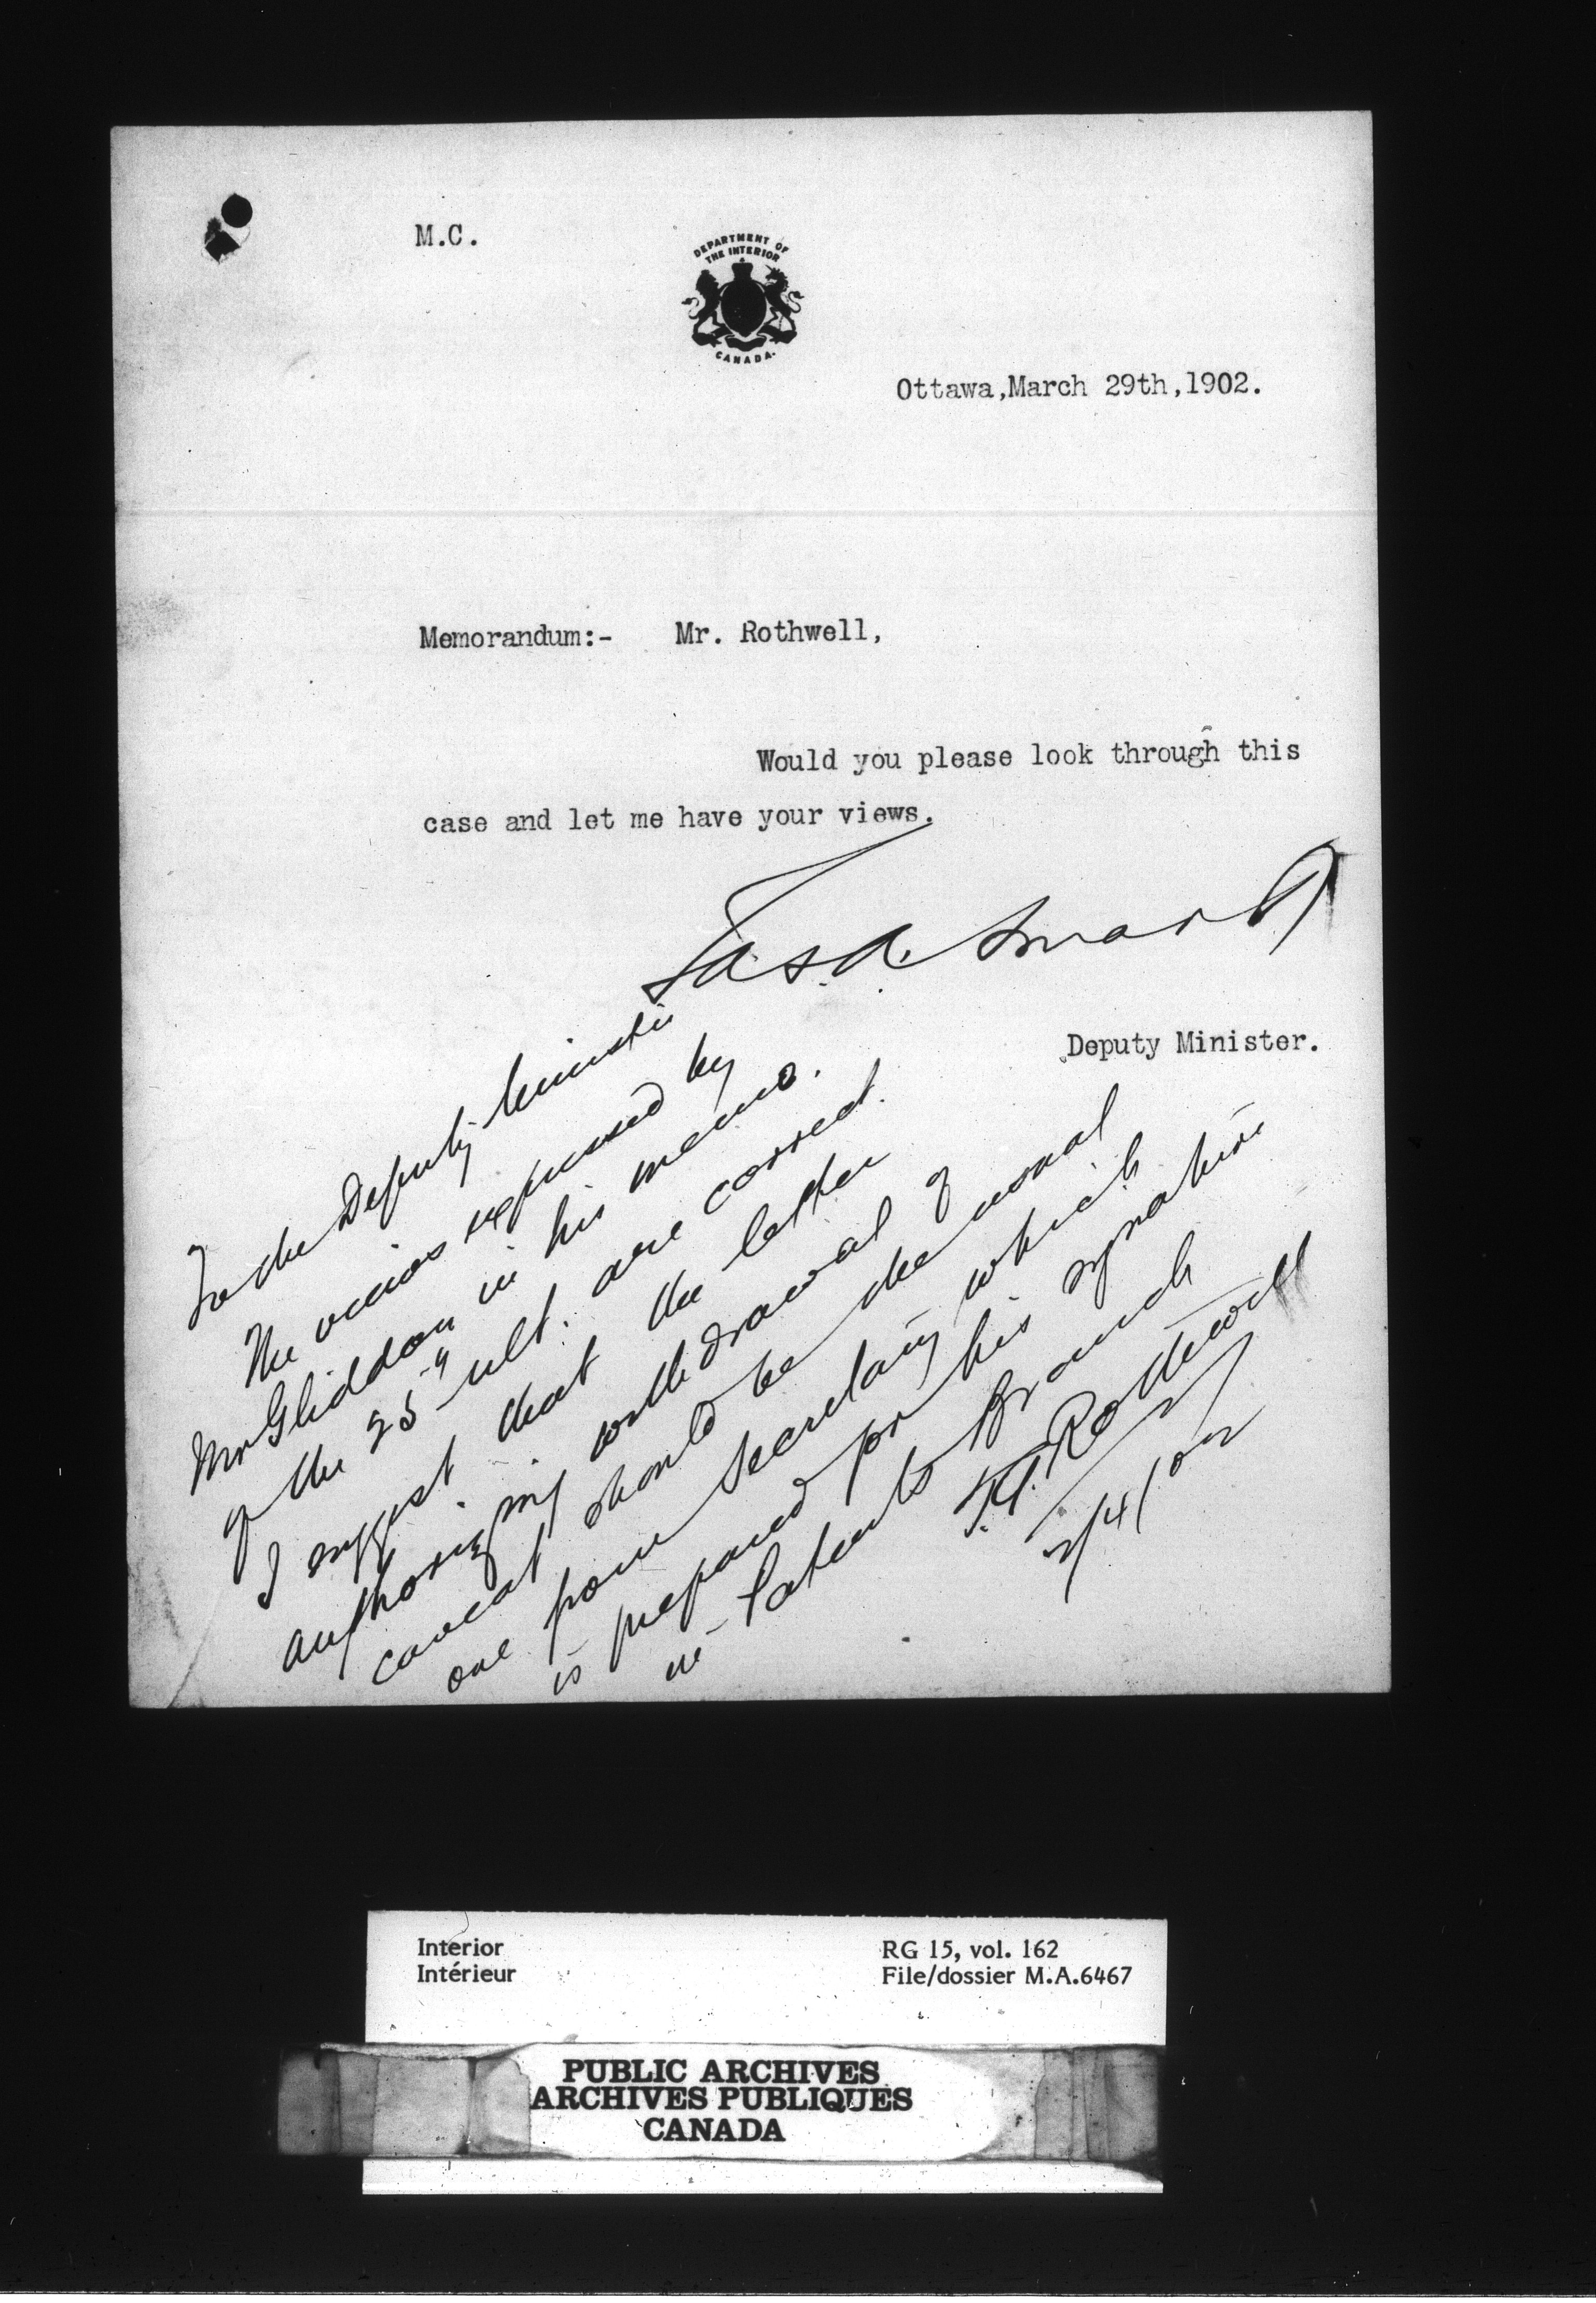 M.C.
DEPARTMENT OF
THE INTERIOR
CANADA.
Ottawa, March 29th, 1902.
Memorandum:- Mr. Rothwell,
Would you please look through this
case and let me have your views.
Jas. A. Smart
Deputy Minister.
To the Deputy Minister
The views expressed by
Mr Gliddon in his memo.
of the 25" ult. are correct.
I suggest that the letter
authorizing withdrawal of
caveat should be the usual
one from Secretary which
is prepared for his signature
in Patents Branch
T.G. Rothwell
2/4/02
Interior
Intérieur
RG 15, vol. 162
File/dossier M.A.6467
PUBLIC ARCHIVES
ARCHIVES PUBLIQUES
CANADA